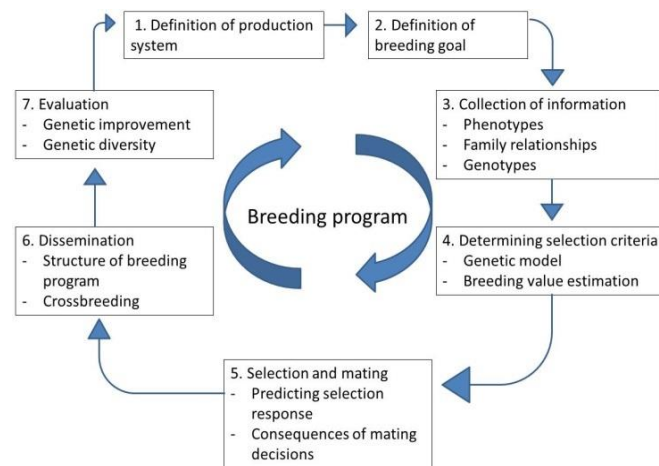 1. Definition of production
system
2. Definition of
breeding goal
3. Collection of information
- Phenotypes
- Family relationships
- Genotypes
4. Determining selection criteria
- Genetic model
- Breeding value estimation
5. Selection and mating
- Predicting selection
response
- Consequences of mating
decisions
6. Dissemination
- Structure of breeding
program
- Crossbreeding
7. Evaluation
- Genetic improvement
- Genetic diversity
Breeding program